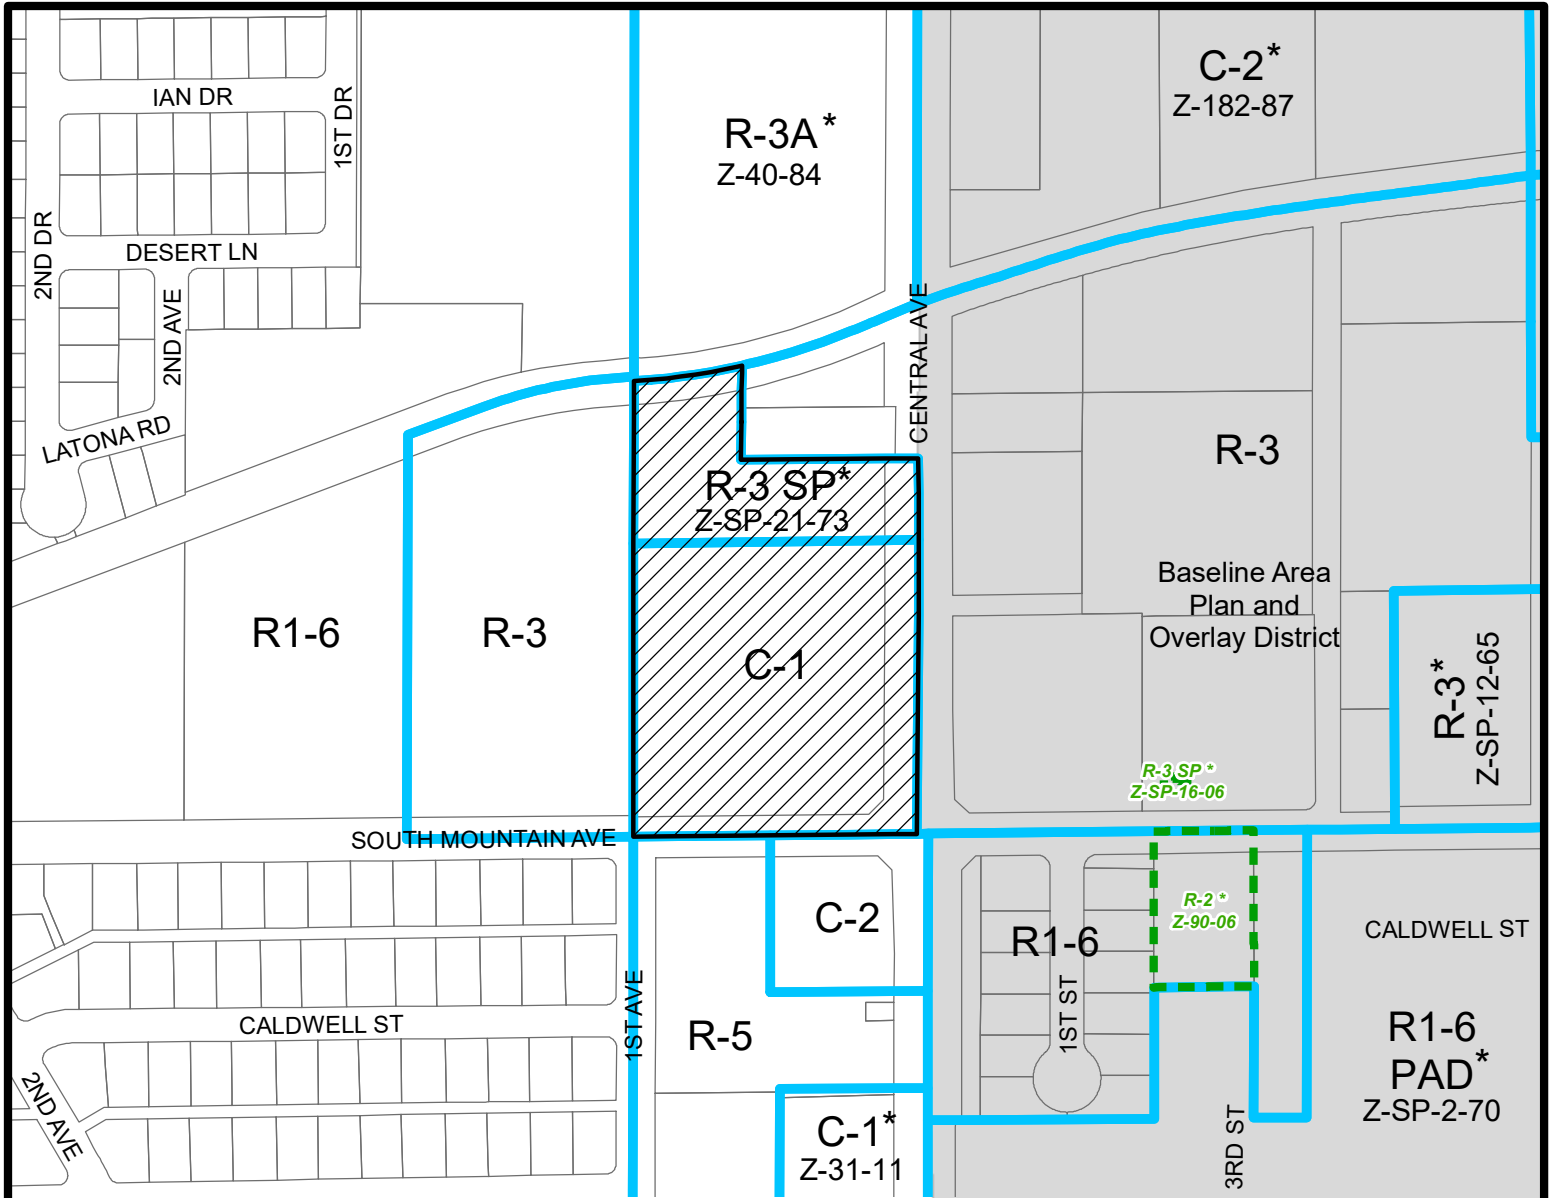 C-2*
Z-182-87
IAN DR
1ST DR
R-3A*
Z-40-84
2ND DR
DESERT LN
2ND AVE
CENTRAL AVE
LATONA RD
R-3 SP*
Z-SP-21-73
R-3
Baseline Area
Plan and
Overlay District
R1-6
R-3
C-1
R-3*
Z-SP-12-65
R-3 SP *
Z-SP-16-06
SOUTH MOUNTAIN AVE
C-2
R1-6
R-2 *
Z-90-06
CALDWELL ST
1ST AVE
1ST ST
CALDWELL ST
R-5
R1-6
PAD*
Z-SP-2-70
2ND AVE
C-1*
Z-31-11
3RD ST